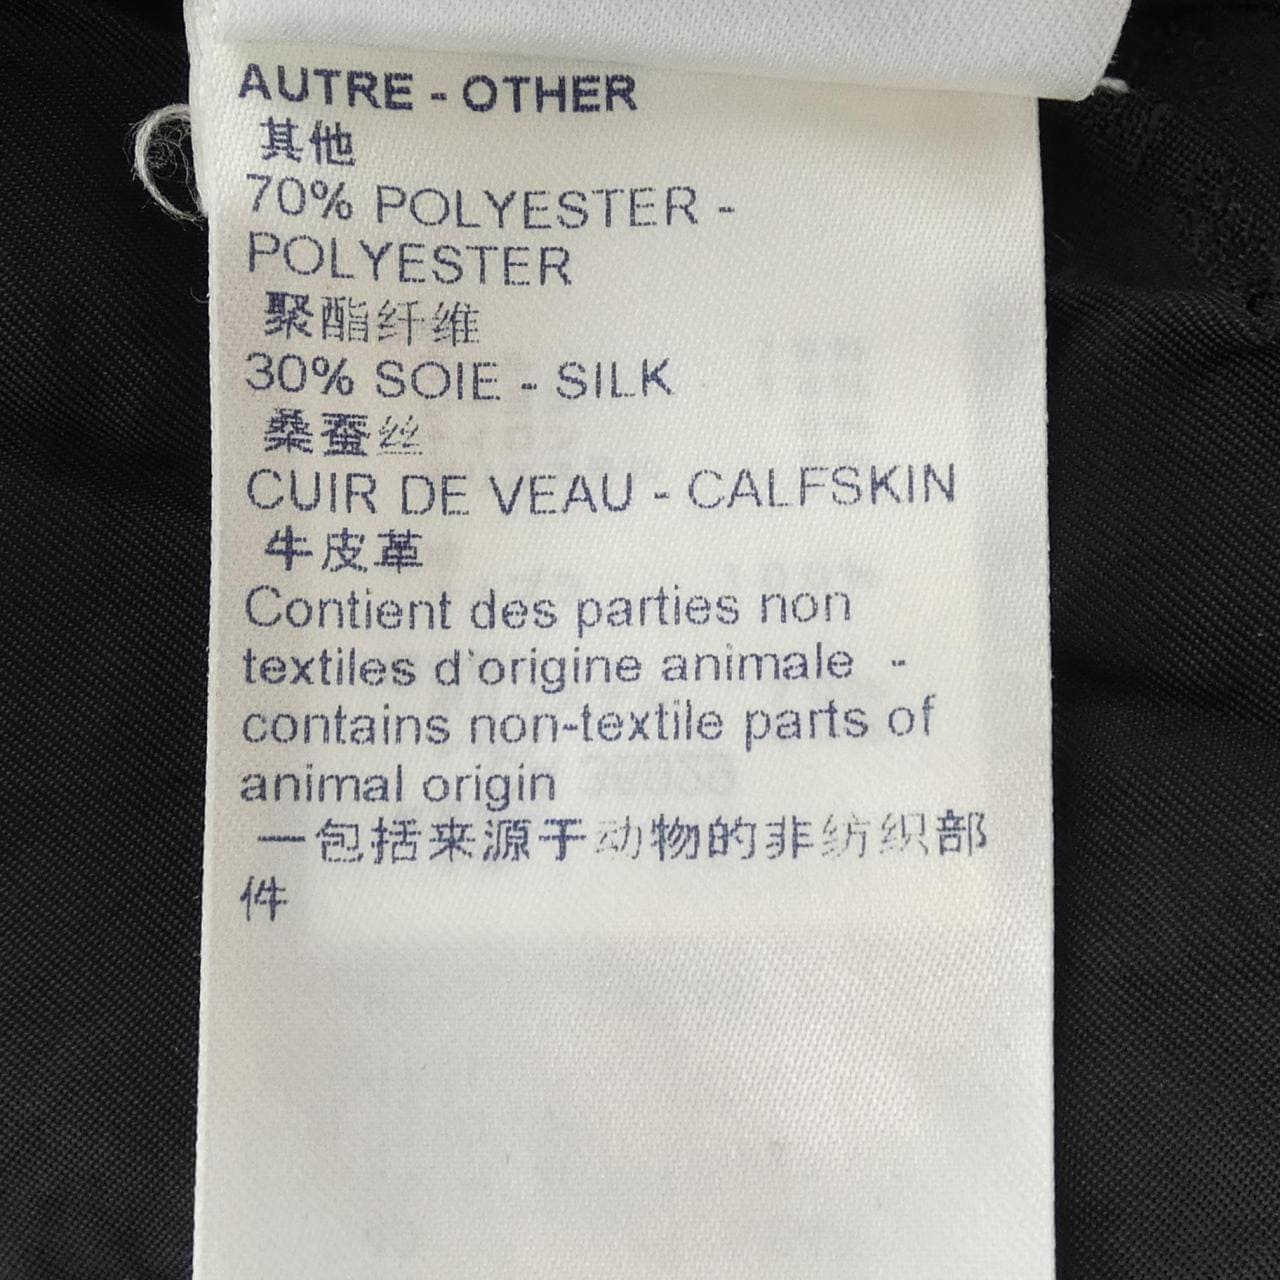 AUTRE - OTHER
其他
70% POLYESTER -
POLYESTER
聚酯纤维
30% SOIE - SILK
桑蚕丝
CUIR DE VEAU - CALFSKIN
牛皮革
Contient des parties non
textiles d'origine animale -
contains non-textile parts of
animal origin
一包括来源于动物的非纺织部
件